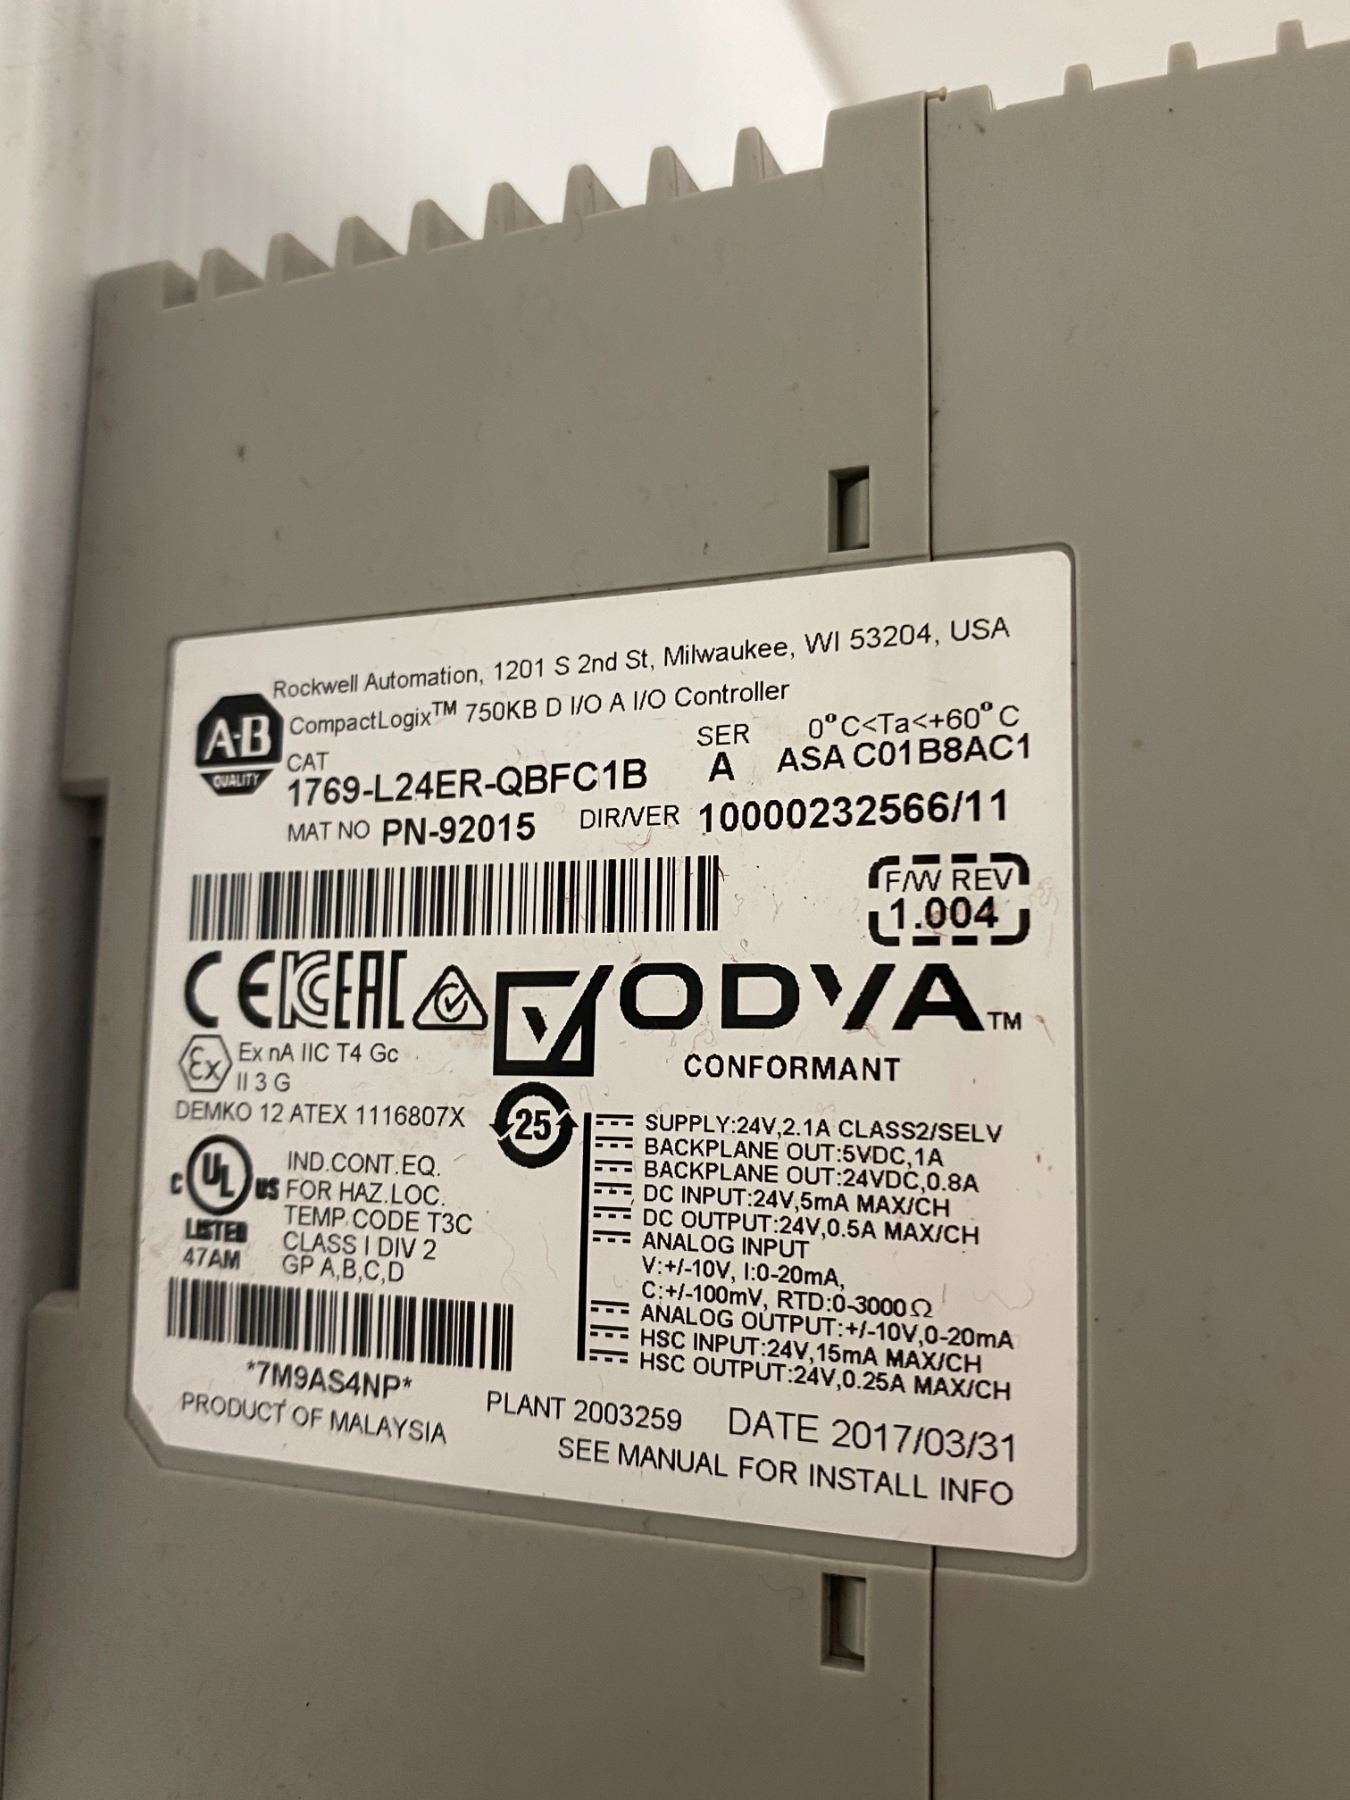 Rockwell Automation, 1201 S 2nd St, Milwaukee, WI 53204, USA
A-B
QUALITY
CompactLogix™ 750KB D I/O A I/O Controller
CAT
1769-L24ER-QBFC1B
SER
A
0°C<Ta<+60°C
ASA C01B8AC1
MAT NO PN-92015
DIR/VER 10000232566/11
F/W REV
1.004
CE KC EAC
ODVA™
CONFORMANT
Ex
Ex nA IIC T4 Gc
II 3 G
DEMKO 12 ATEX 1116807X
25
C UL US
LISTED
47AM
IND.CONT.EQ.
FOR HAZ.LOC.
TEMP CODE T3C
CLASS I DIV 2
GP A,B,C,D
SUPPLY:24V,2.1A CLASS2/SELV
BACKPLANE OUT:5VDC,1A
BACKPLANE OUT:24VDC,0.8A
DC INPUT:24V,5mA MAX/CH
DC OUTPUT:24V,0.5A MAX/CH
ANALOG INPUT
V:+/-10V, I:0-20mA,
C:+/-100mV, RTD:0-3000Ω
ANALOG OUTPUT:+/-10V,0-20mA
HSC INPUT:24V,15mA MAX/CH
HSC OUTPUT:24V,0.25A MAX/CH
*7M9AS4NP*
PRODUCT OF MALAYSIA
PLANT 2003259
DATE 2017/03/31
SEE MANUAL FOR INSTALL INFO